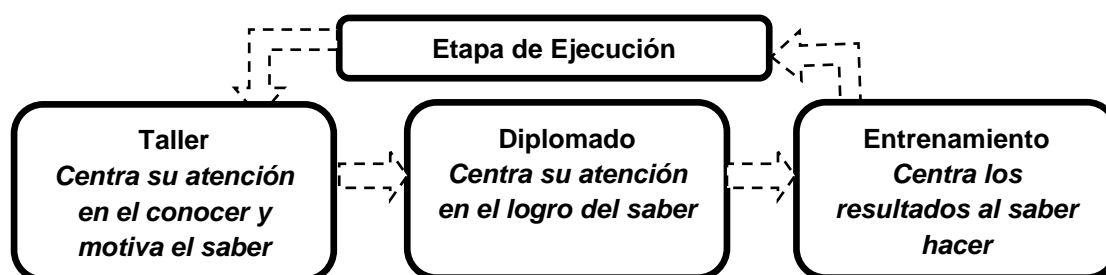 Etapa de Ejecución
Taller
Centra su atención
en el conocer y
motiva el saber
Diplomado
Centra su atención
en el logro del saber
Entrenamiento
Centra los
resultados al saber
hacer